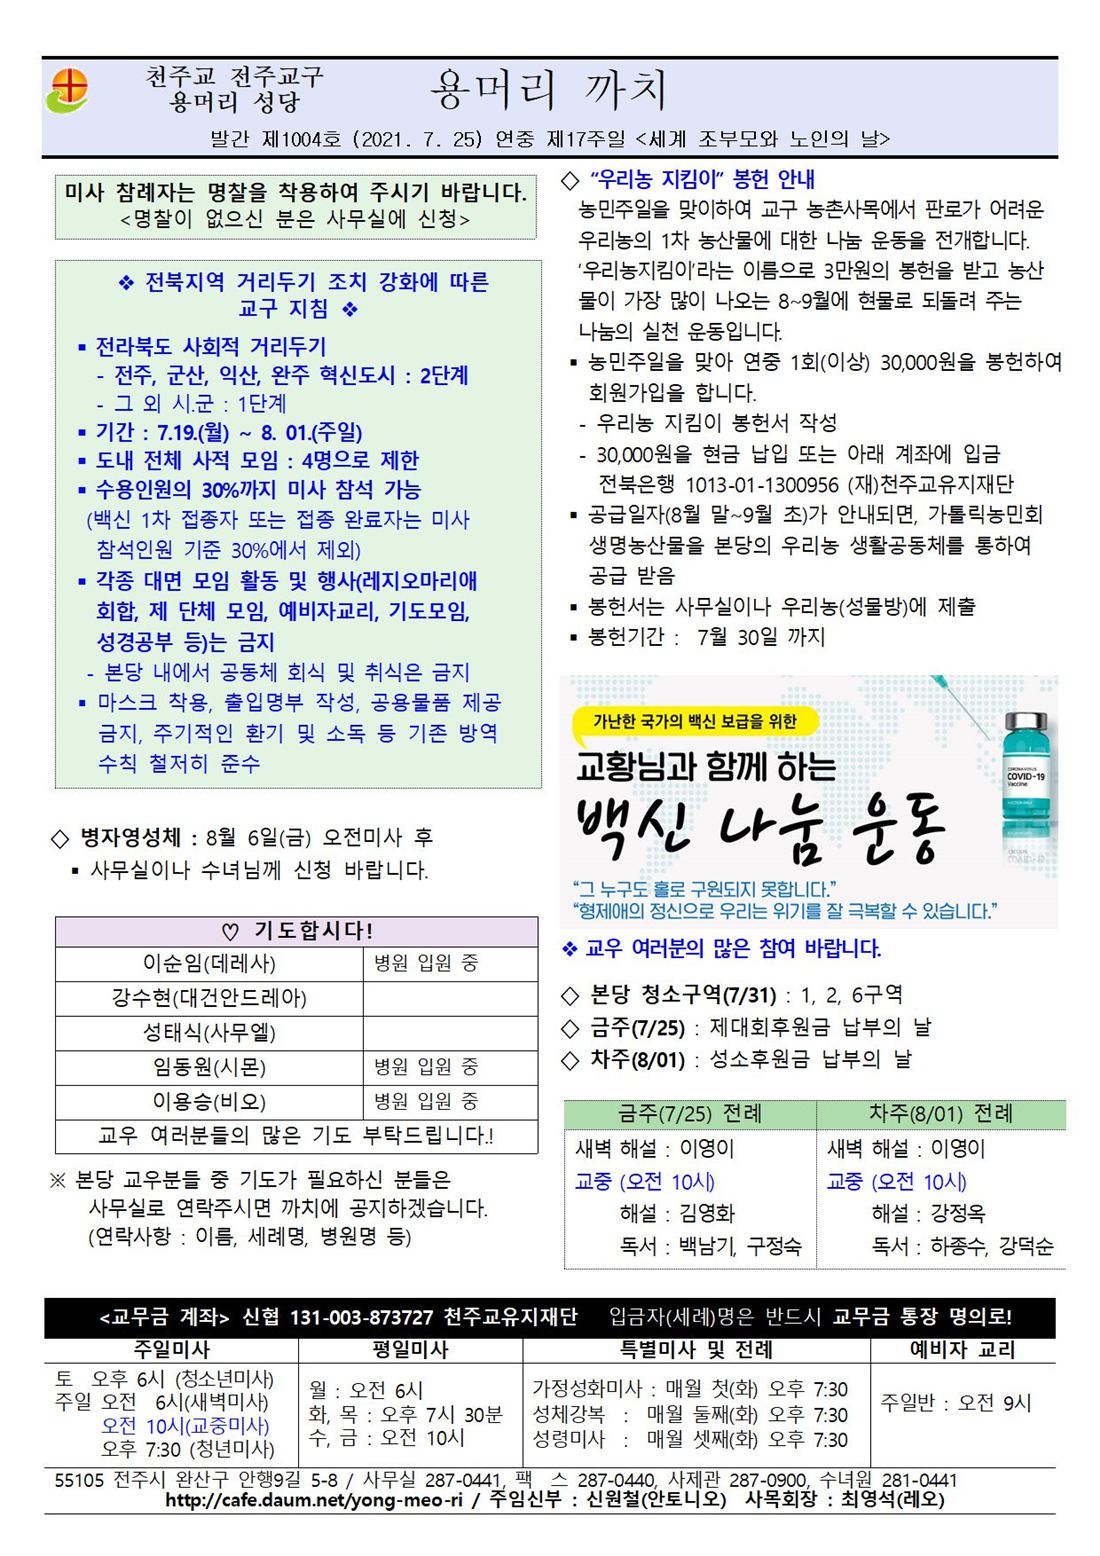 천주교 전주교구
용머리 성당
용머리 까치
발간 제1004호 (2021. 7. 25) 연중 제17주일 <세계 조부모와 노인의 날>
미사 참례자는 명찰을 착용하여 주시기 바랍니다.
<명찰이 없으신 분은 사무실에 신청>
❖ 전북지역 거리두기 조치 강화에 따른
교구 지침 ❖
▪ 전라북도 사회적 거리두기
- 전주, 군산, 익산, 완주 혁신도시 : 2단계
- 그 외 시.군 : 1단계
▪ 기간 : 7.19.(월) ~ 8. 01.(주일)
▪ 도내 전체 사적 모임 : 4명으로 제한
▪ 수용인원의 30%까지 미사 참석 가능
(백신 1차 접종자 또는 접종 완료자는 미사
참석인원 기준 30%에서 제외)
▪ 각종 대면 모임 활동 및 행사(레지오마리애
회합, 제 단체 모임, 예비자교리, 기도모임,
성경공부 등)는 금지
- 본당 내에서 공동체 회식 및 취식은 금지
▪ 마스크 착용, 출입명부 작성, 공용물품 제공
금지, 주기적인 환기 및 소독 등 기존 방역
수칙 철저히 준수
◇ 병자영성체 : 8월 6일(금) 오전미사 후
▪ 사무실이나 수녀님께 신청 바랍니다.
♡ 기도합시다!
이순임(데레사) 병원 입원 중
강수현(대건안드레아)
성태식(사무엘)
임동원(시몬) 병원 입원 중
이용승(비오) 병원 입원 중
교우 여러분들의 많은 기도 부탁드립니다.!
※ 본당 교우분들 중 기도가 필요하신 분들은
사무실로 연락주시면 까치에 공지하겠습니다.
(연락사항 : 이름, 세례명, 병원명 등)
◇ “우리농 지킴이” 봉헌 안내
농민주일을 맞이하여 교구 농촌사목에서 판로가 어려운
우리농의 1차 농산물에 대한 나눔 운동을 전개합니다.
‘우리농지킴이’라는 이름으로 3만원의 봉헌을 받고 농산
물이 가장 많이 나오는 8~9월에 현물로 되돌려 주는
나눔의 실천 운동입니다.
▪ 농민주일을 맞아 연중 1회(이상) 30,000원을 봉헌하여
회원가입을 합니다.
- 우리농 지킴이 봉헌서 작성
- 30,000원을 현금 납입 또는 아래 계좌에 입금
전북은행 1013-01-1300956 (재)천주교유지재단
▪ 공급일자(8월 말~9월 초)가 안내되면, 가톨릭농민회
생명농산물을 본당의 우리농 생활공동체를 통하여
공급 받음
▪ 봉헌서는 사무실이나 우리농(성물방)에 제출
▪ 봉헌기간 : 7월 30일 까지
가난한 국가의 백신 보급을 위한
교황님과 함께 하는
백신 나눔 운동
CORONAVIRUS
COVID-19
Vaccine
“그 누구도 홀로 구원되지 못합니다.”
“형제애의 정신으로 우리는 위기를 잘 극복할 수 있습니다.”
❖ 교우 여러분의 많은 참여 바랍니다.
◇ 본당 청소구역(7/31) : 1, 2, 6구역
◇ 금주(7/25) : 제대회후원금 납부의 날
◇ 차주(8/01) : 성소후원금 납부의 날
금주(7/25) 전례 차주(8/01) 전례
새벽 해설 : 이영이 새벽 해설 : 이영이
교중 (오전 10시) 교중 (오전 10시)
해설 : 김영화 해설 : 강정옥
독서 : 백남기, 구정숙 독서 : 하종수, 강덕순
<교무금 계좌> 신협 131-003-873727 천주교유지재단 입금자(세례)명은 반드시 교무금 통장 명의로!
주일미사 평일미사 특별미사 및 전례 예비자 교리
토 오후 6시 (청소년미사)
주일 오전 6시(새벽미사)
오전 10시(교중미사)
오후 7:30 (청년미사)
월 : 오전 6시
화, 목 : 오후 7시 30분
수, 금 : 오전 10시
가정성화미사 : 매월 첫(화) 오후 7:30
성체강복 : 매월 둘째(화) 오후 7:30
성령미사 : 매월 셋째(화) 오후 7:30
주일반 : 오전 9시
55105 전주시 완산구 안행9길 5-8 / 사무실 287-0441, 팩 스 287-0440, 사제관 287-0900, 수녀원 281-0441
http://cafe.daum.net/yong-meo-ri / 주임신부 : 신원철(안토니오) 사목회장 : 최영석(레오)